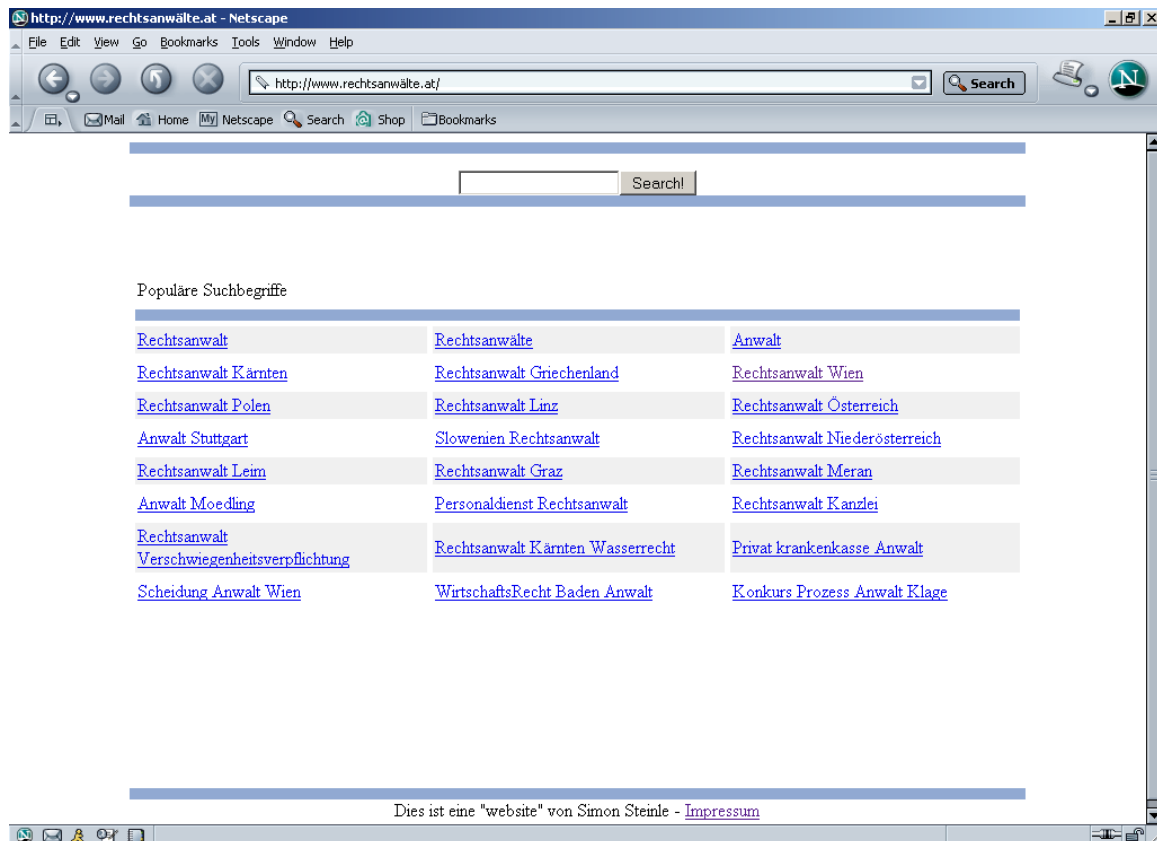 http://www.rechtsanwälte.at - Netscape
File Edit View Go Bookmarks Tools Window Help
http://www.rechtsanwälte.at/ Search N
Mail Home My Netscape Search Shop Bookmarks
Search!
Populäre Suchbegriffe
Rechtsanwalt Rechtsanwälte Anwalt
Rechtsanwalt Kärnten Rechtsanwalt Griechenland Rechtsanwalt Wien
Rechtsanwalt Polen Rechtsanwalt Linz Rechtsanwalt Österreich
Anwalt Stuttgart Slowenien Rechtsanwalt Rechtsanwalt Niederösterreich
Rechtsanwalt Leim Rechtsanwalt Graz Rechtsanwalt Meran
Anwalt Moedling Personaldienst Rechtsanwalt Rechtsanwalt Kanzlei
Rechtsanwalt
Verschwiegenheitsverpflichtung Rechtsanwalt Kärnten Wasserrecht Privat krankenkasse Anwalt
Scheidung Anwalt Wien WirtschaftsRecht Baden Anwalt Konkurs Prozess Anwalt Klage
Dies ist eine "website" von Simon Steinle - Impressum